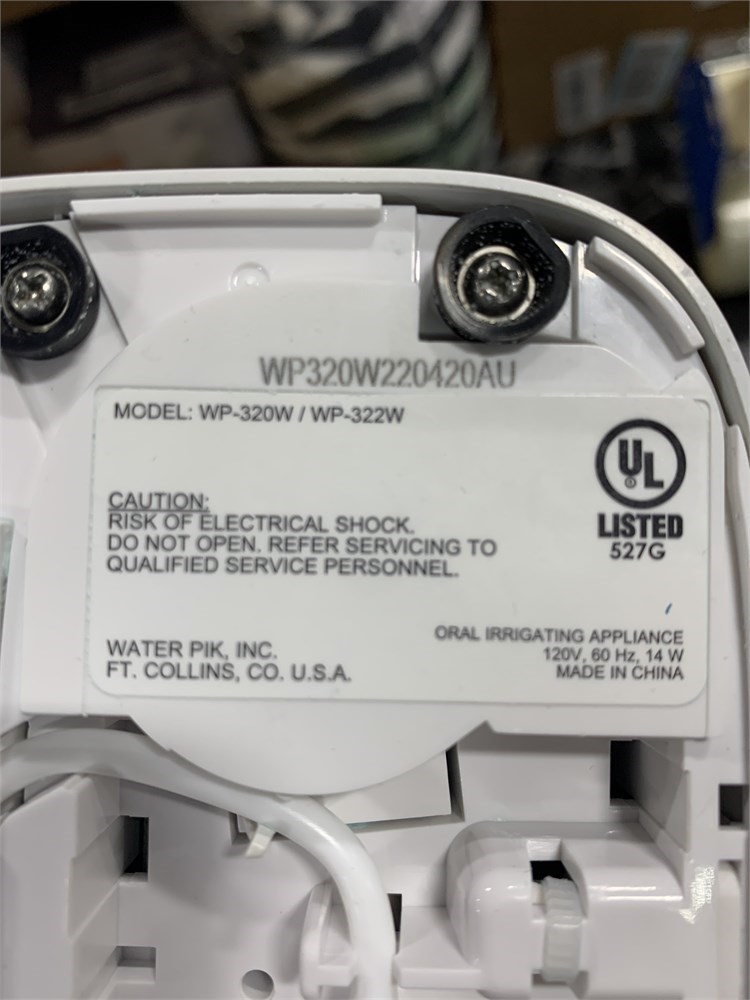 WP320W220420AU
MODEL: WP-320W / WP-322W
UL
LISTED
527G
CAUTION:
RISK OF ELECTRICAL SHOCK.
DO NOT OPEN. REFER SERVICING TO
QUALIFIED SERVICE PERSONNEL.
WATER PIK, INC.
FT. COLLINS, CO. U.S.A.
ORAL IRRIGATING APPLIANCE
120V, 60 Hz, 14 W
MADE IN CHINA